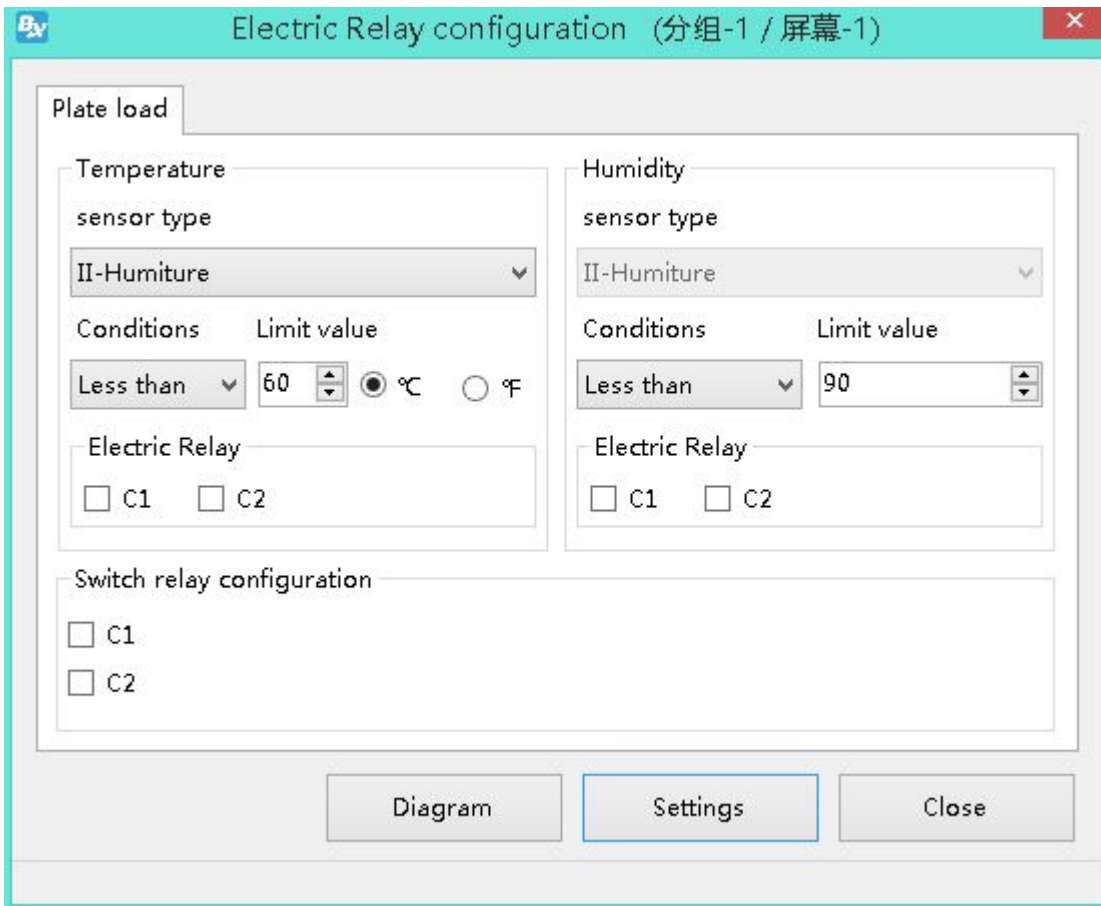 BX Electric Relay configuration (分组-1 / 屏幕-1)
Plate load
Temperature
sensor type
II-Humiture
Conditions Limit value
Less than 60 ℃ ℉
Electric Relay
C1 C2
Humidity
sensor type
II-Humiture
Conditions Limit value
Less than 90
Electric Relay
C1 C2
Switch relay configuration
C1
C2
Diagram Settings Close